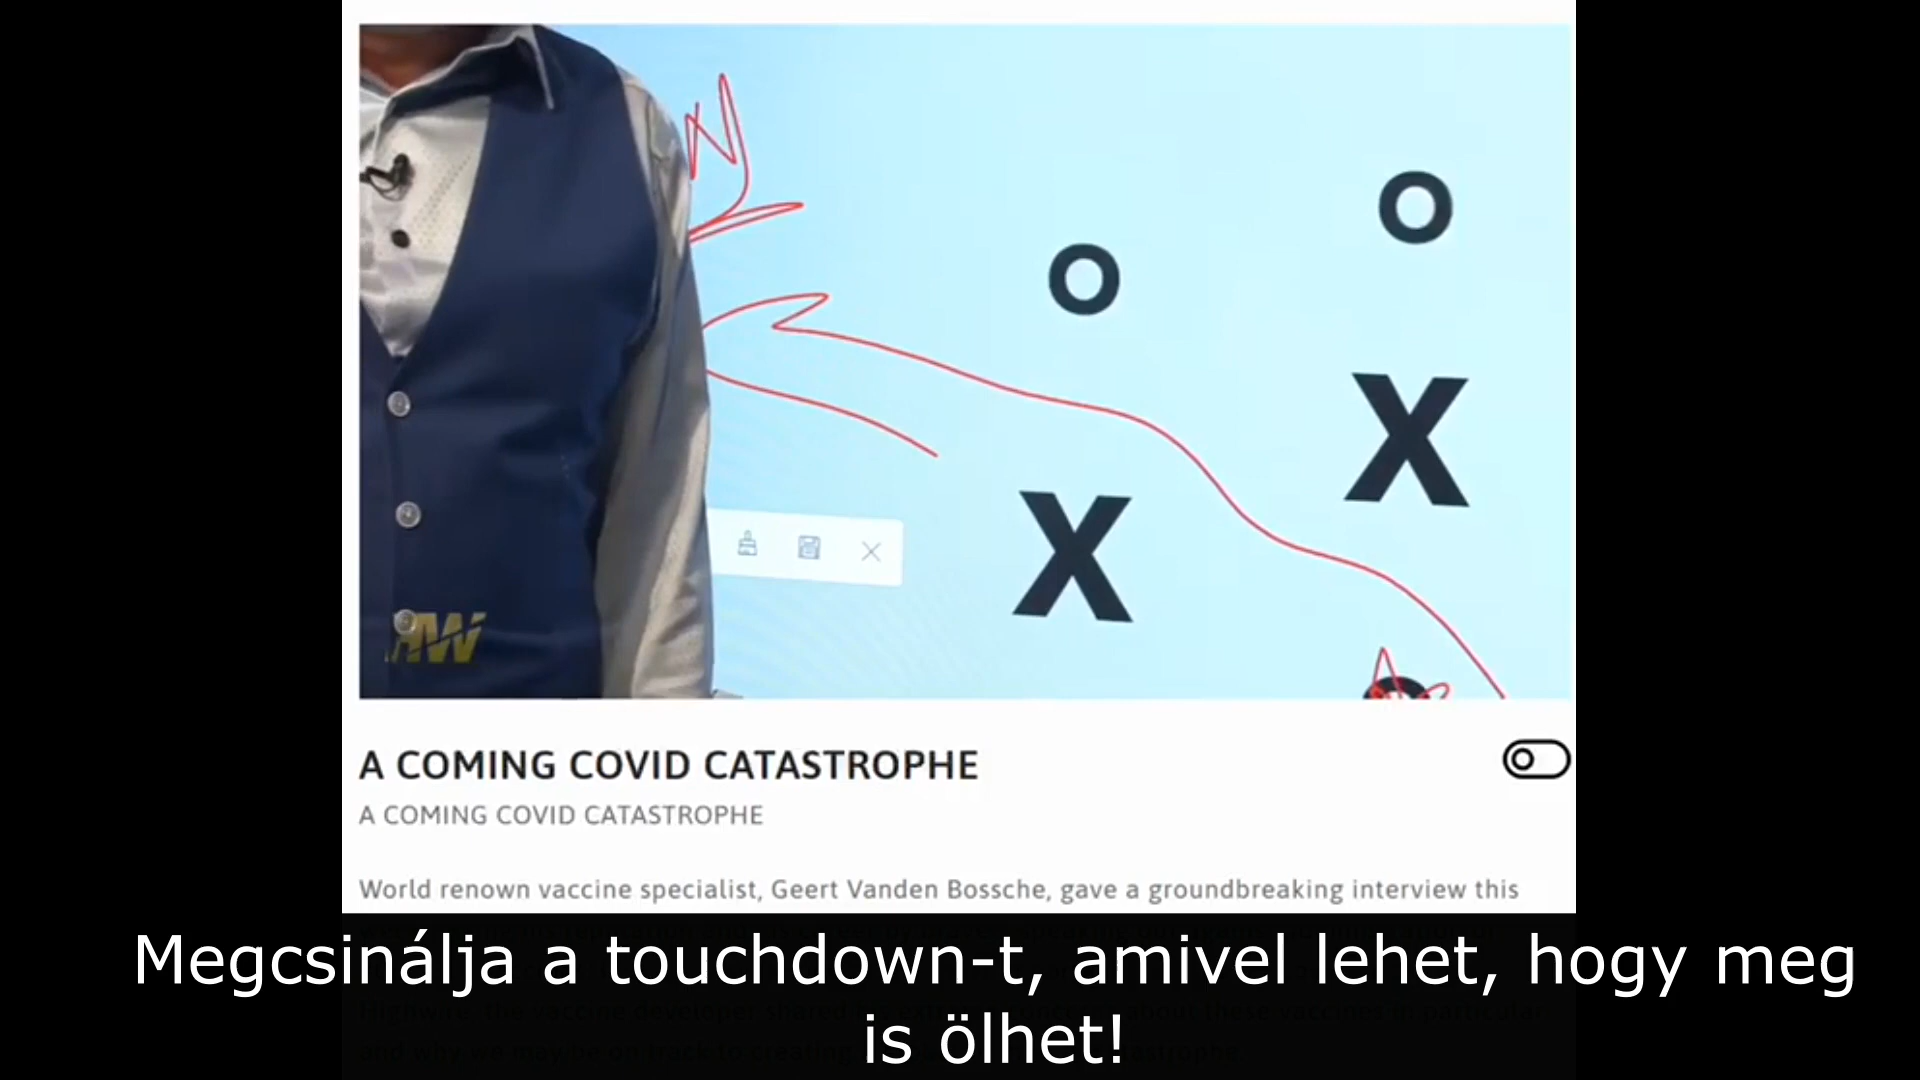 O
O
X
X
HW
A COMING COVID CATASTROPHE
A COMING COVID CATASTROPHE
World renown vaccine specialist, Geert Vanden Bossche, gave a groundbreaking interview this
Megcsinálja a touchdown-t, amivel lehet, hogy meg
is ölhet!